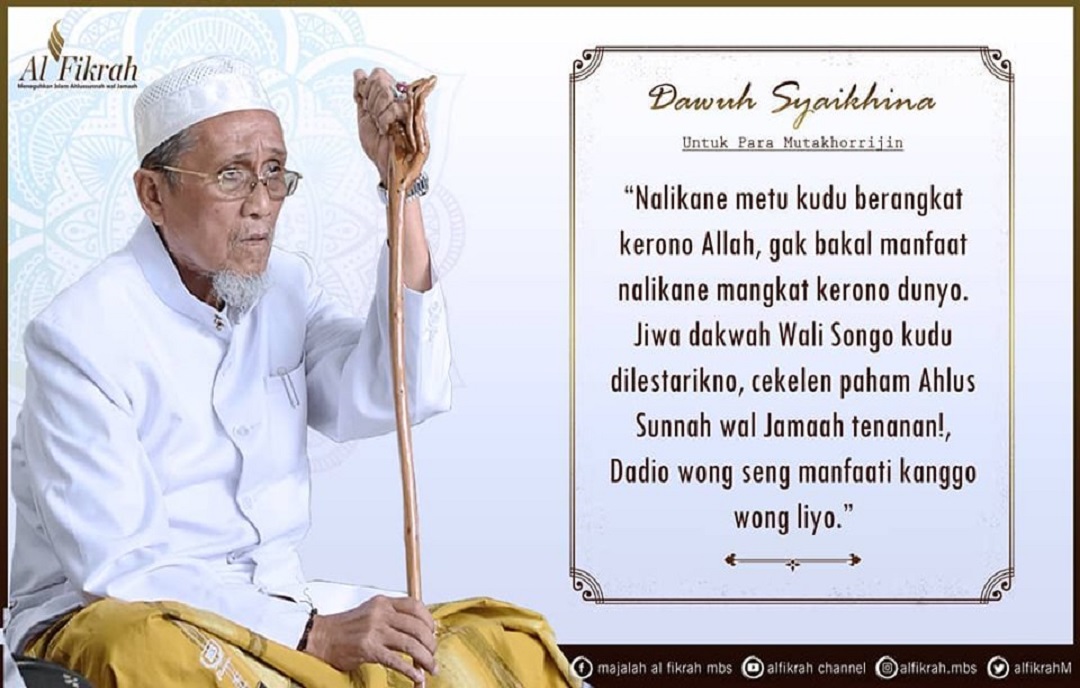 Al Fikrah
Meneguhkan Islam Ahlussunnah wal Jamaah
Dawuh Syaikhina
Untuk Para Mutakhorrijin
“Nalikane metu kudu berangkat
kerono Allah, gak bakal manfaat
nalikane mangkat kerono dunyo.
Jiwa dakwah Wali Songo kudu
dilestarikno, cekelen paham Ahlus
Sunnah wal Jamaah tenanan!,
Dadio wong seng manfaati kanggo
wong liyo.”
majalah al fikrah mbs alfikrah channel alfikrah.mbs alfikrahM